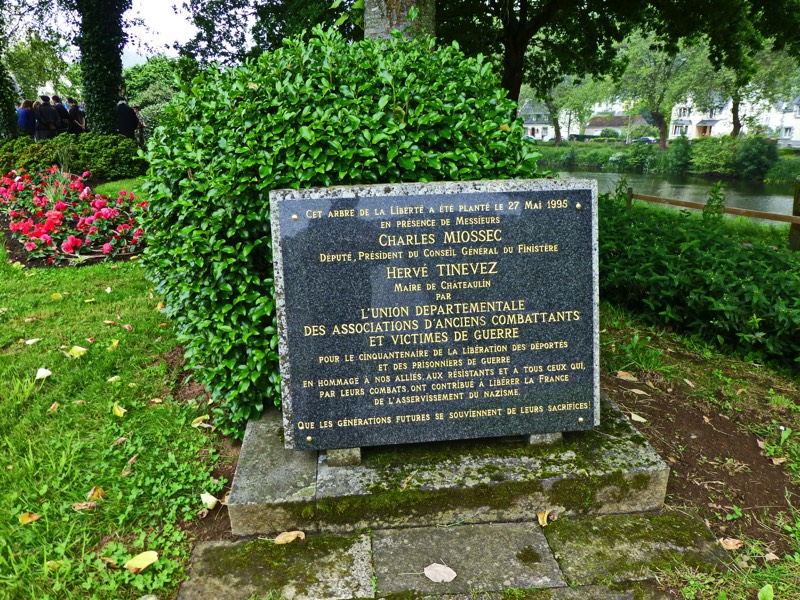 Cet arbre de la Liberté a été planté le 27 Mai 1995
en présence de Messieurs
Charles MIOSSEC
Député, Président du Conseil Général du Finistère
Hervé TINEVEZ
Maire de Châteaulin
par
L'Union départementale
des Associations d'Anciens Combattants
et Victimes de Guerre
pour le cinquantenaire de la libération des déportés
et des prisonniers de guerre
en hommage à nos alliés, aux résistants et à tous ceux qui,
par leurs combats, ont contribué à libérer la France
de l'asservissement du nazisme.
Que les générations futures se souviennent de leurs sacrifices!